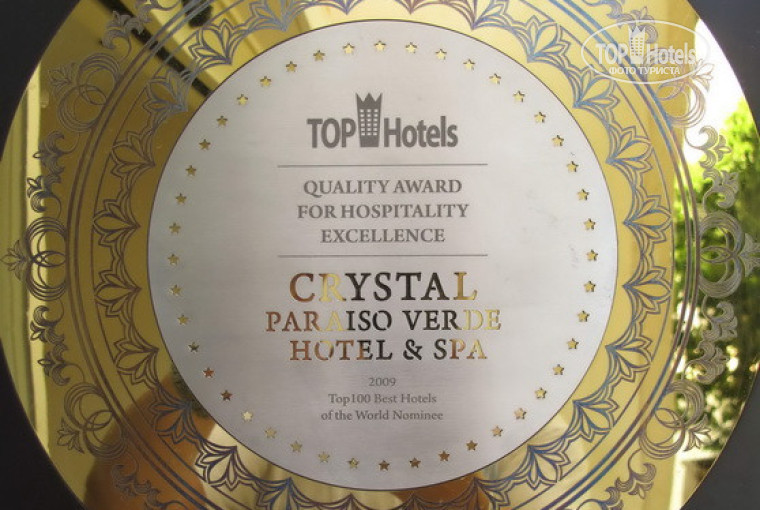 TOP Hotels
ФОТО ТУРИСТА
TOP Hotels
QUALITY AWARD
FOR HOSPITALITY
EXCELLENCE
CRYSTAL
PARAISO VERDE
HOTEL & SPA
2009
Top100 Best Hotels
of the World Nominee